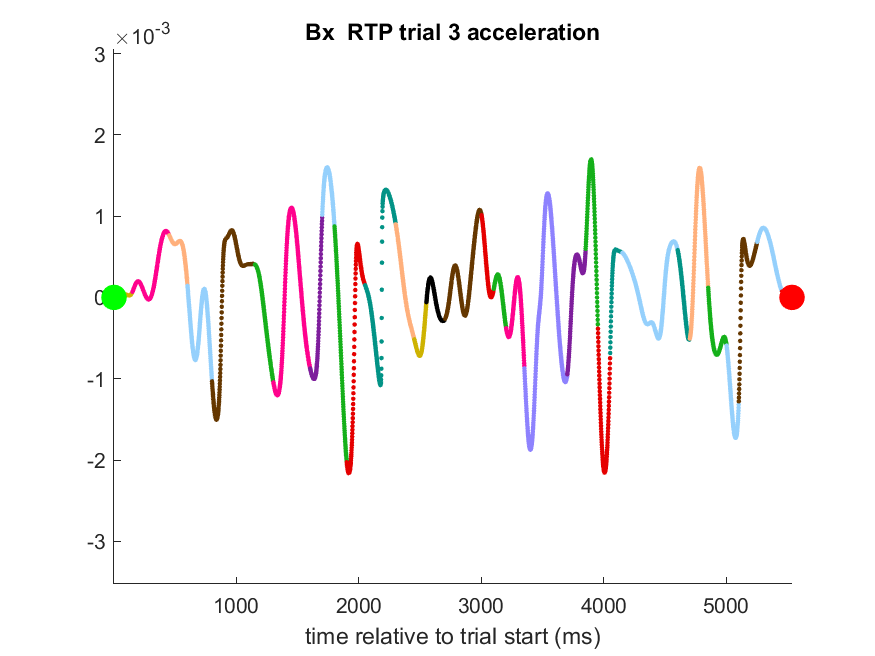 Bx  RTP trial 3 acceleration
×10-3
3
2
1
0
-1
-2
-3
1000 2000 3000 4000 5000
time relative to trial start (ms)